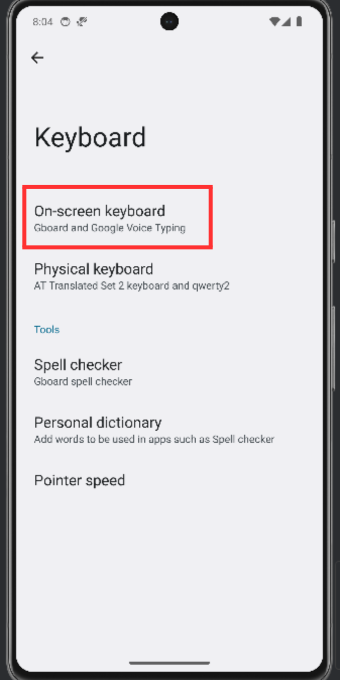 8:04
Keyboard
On-screen keyboard
Gboard and Google Voice Typing
Physical keyboard
AT Translated Set 2 keyboard and qwerty2
Tools
Spell checker
Gboard spell checker
Personal dictionary
Add words to be used in apps such as Spell checker
Pointer speed